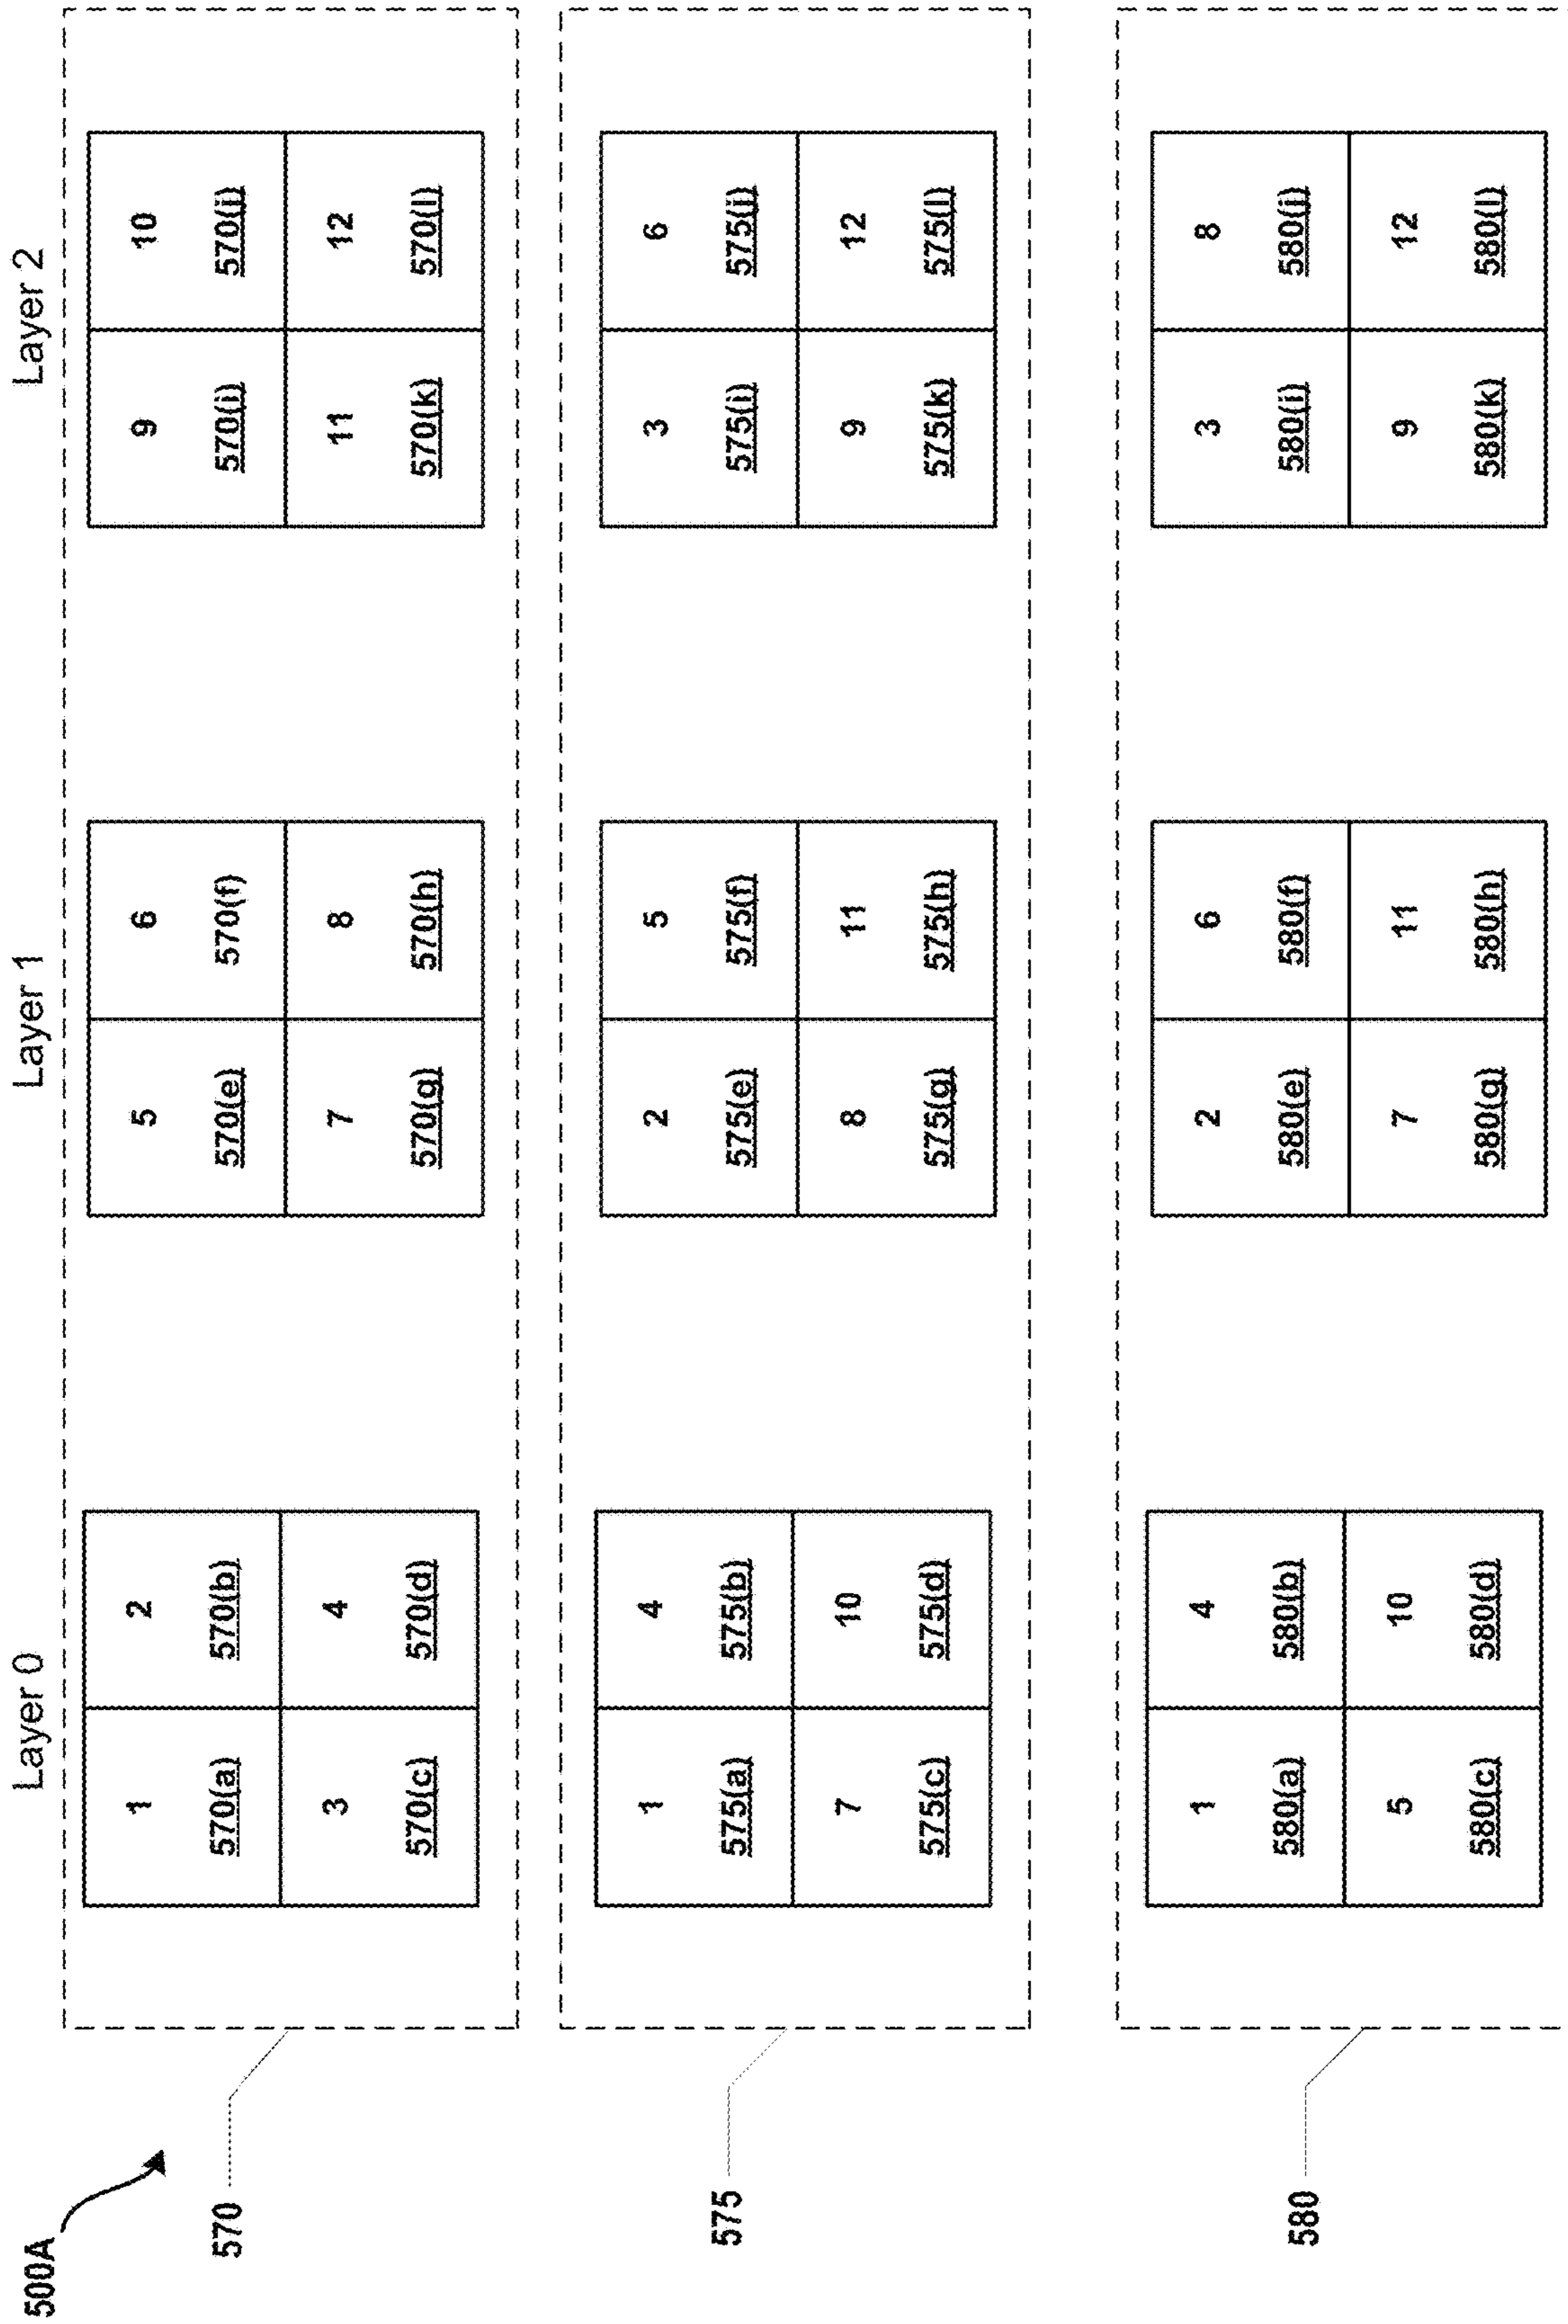 500A
Layer 0
Layer 1
Layer 2
570
1
570(a)
2
570(b)
3
570(c)
4
570(d)
5
570(e)
6
570(f)
7
570(g)
8
570(h)
9
570(i)
10
570(j)
11
570(k)
12
570(l)
575
1
575(a)
4
575(b)
7
575(c)
10
575(d)
2
575(e)
5
575(f)
8
575(g)
11
575(h)
3
575(i)
6
575(j)
9
575(k)
12
575(l)
580
1
580(a)
4
580(b)
5
580(c)
10
580(d)
2
580(e)
6
580(f)
7
580(g)
11
580(h)
3
580(i)
8
580(j)
9
580(k)
12
580(l)